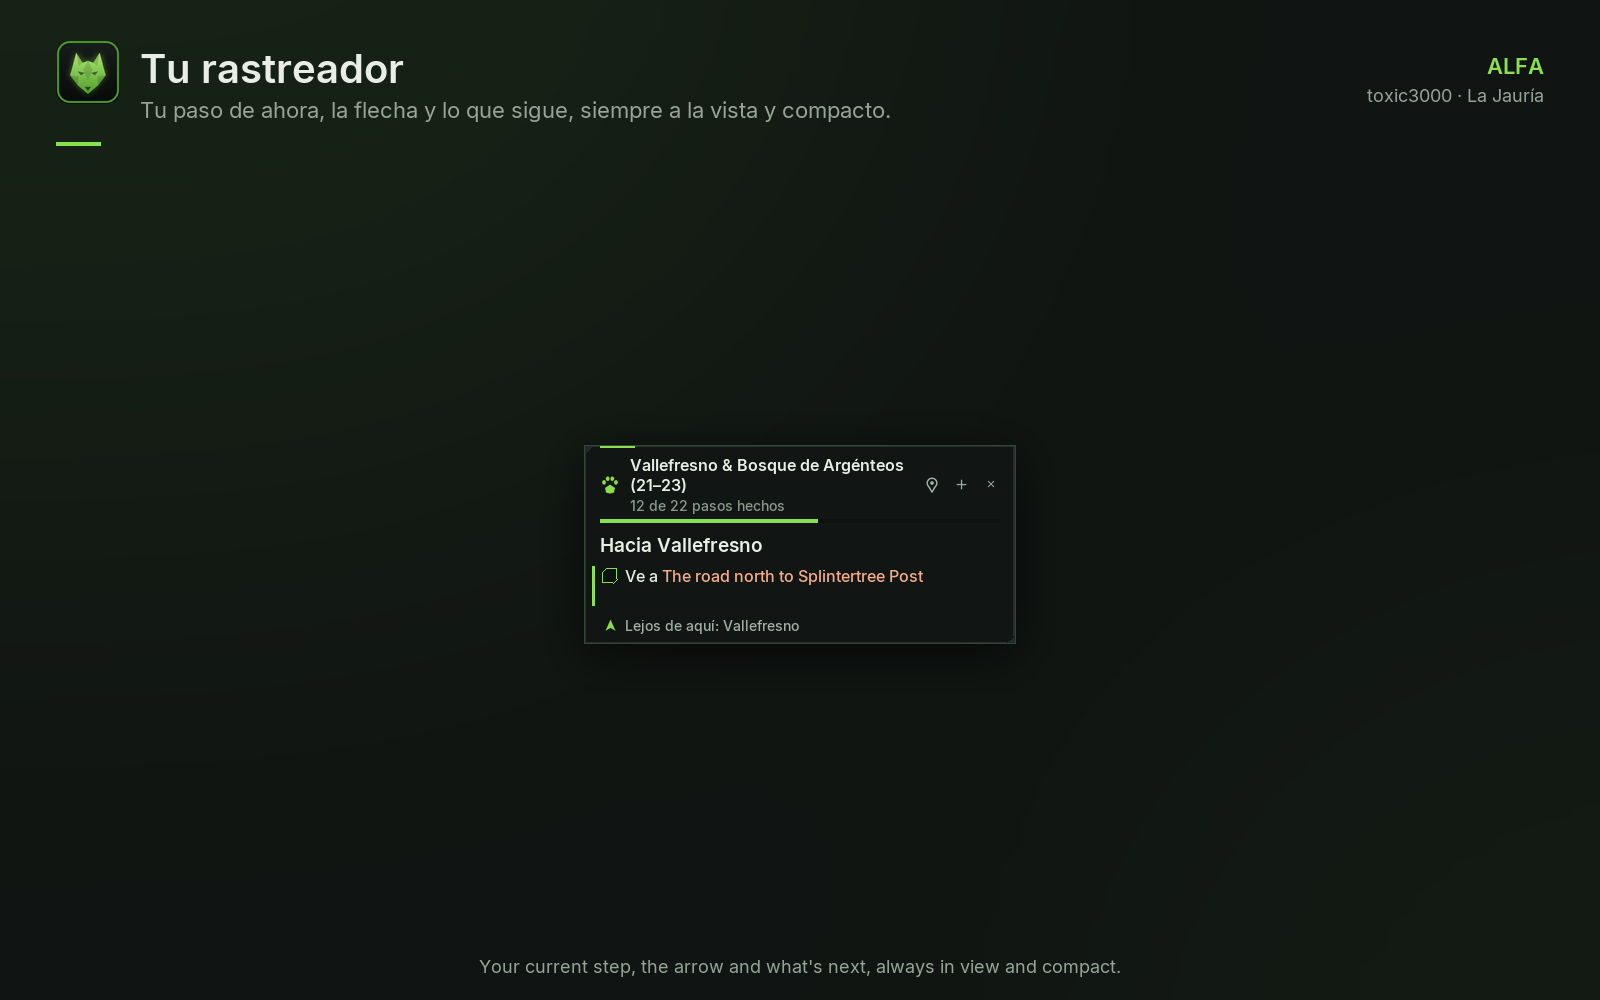 Tu rastreador
Tu paso de ahora, la flecha y lo que sigue, siempre a la vista y compacto.
ALFA
toxic3000 · La Jauría
Vallefresno & Bosque de Argénteos
(21–23)
12 de 22 pasos hechos
Hacia Vallefresno
Ve a The road north to Splintertree Post
Lejos de aquí: Vallefresno
Your current step, the arrow and what's next, always in view and compact.